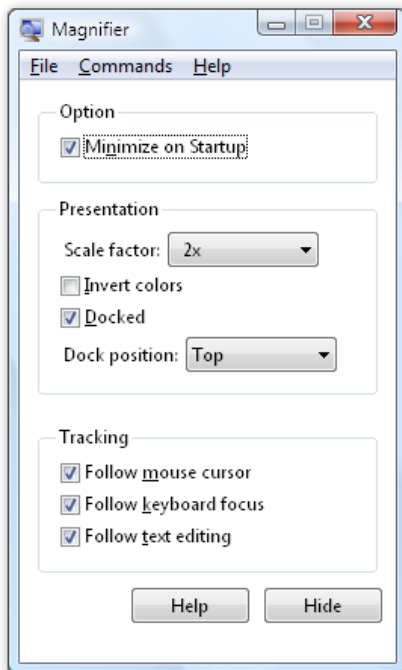 Magnifier
File Commands Help
Option
Minimize on Startup
Presentation
Scale factor: 2x
Invert colors
Docked
Dock position: Top
Tracking
Follow mouse cursor
Follow keyboard focus
Follow text editing
Help Hide